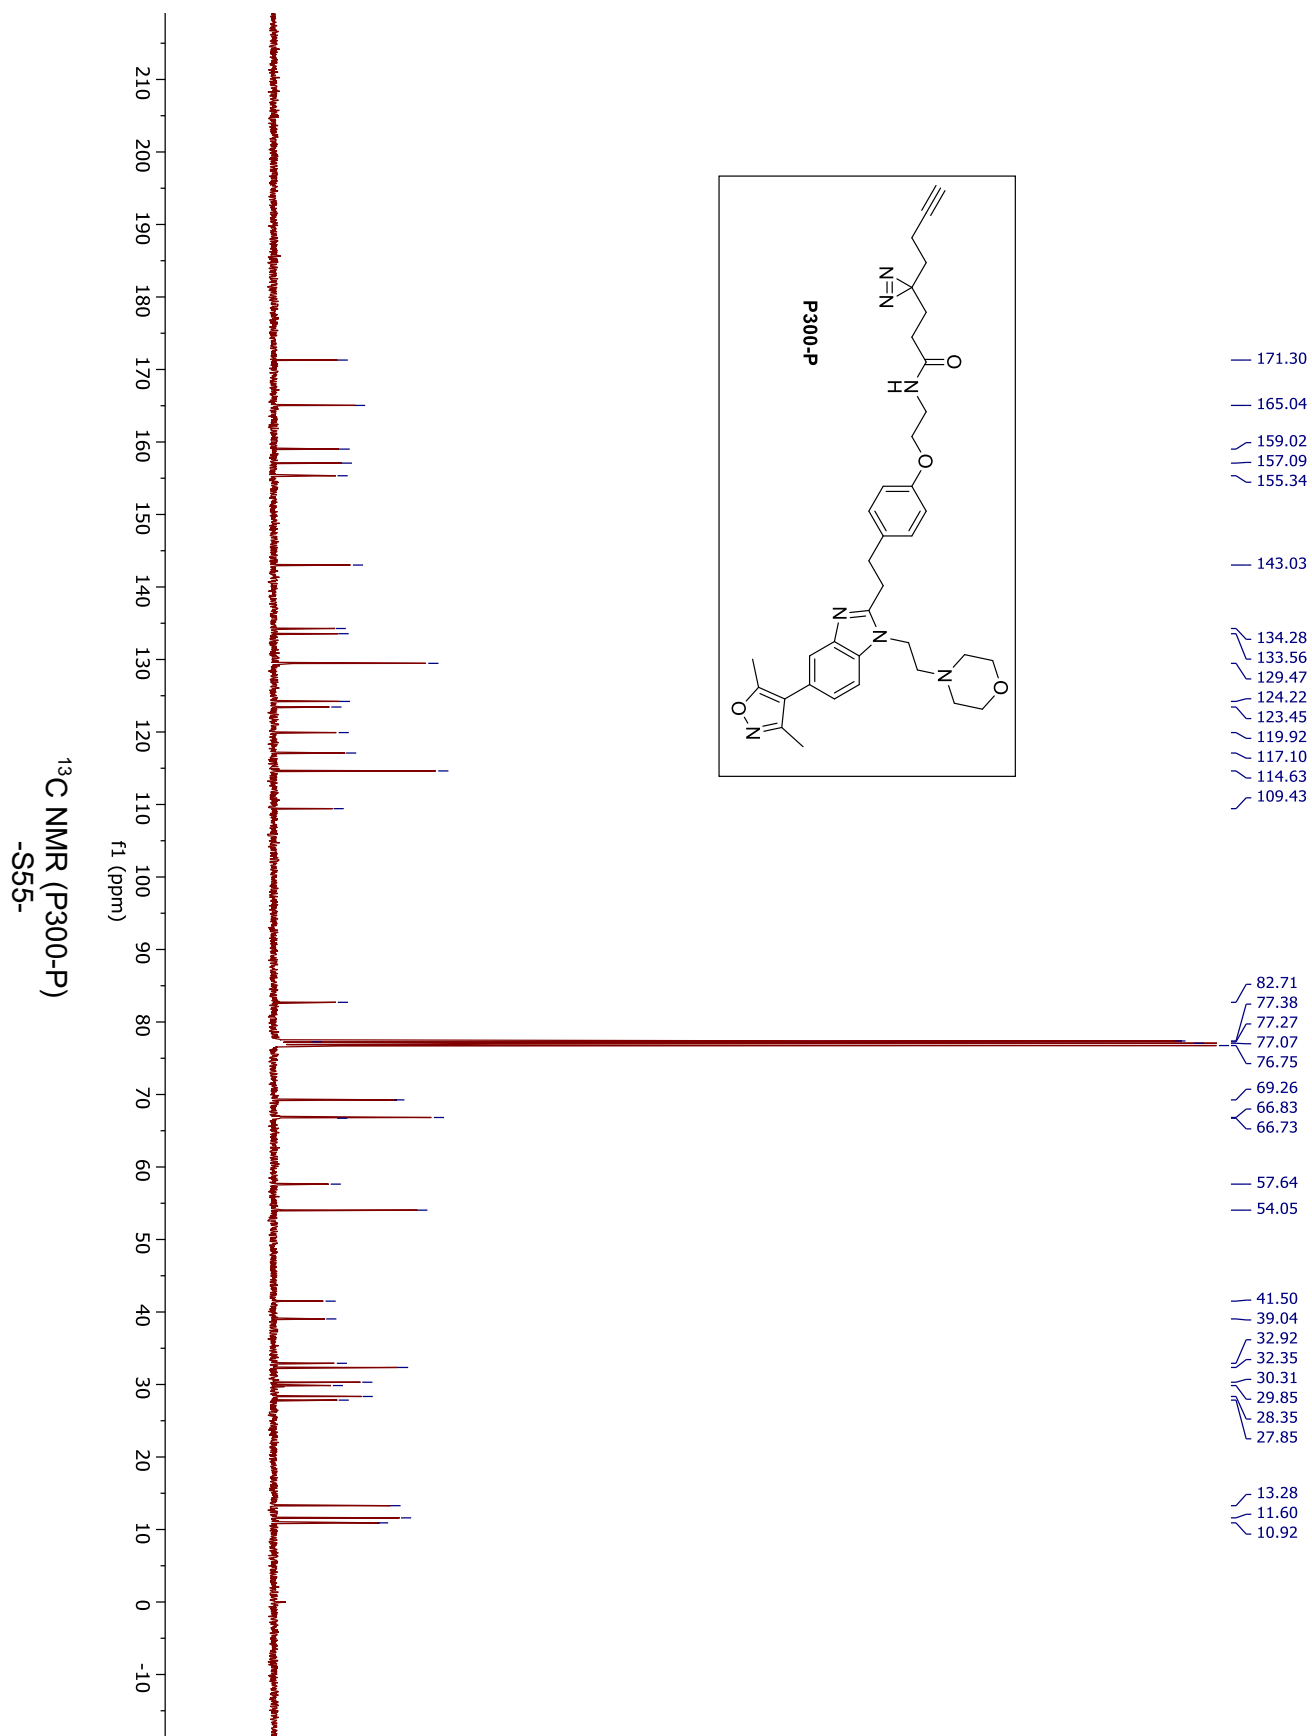 171.30
165.04
159.02
157.09
155.34
143.03
134.28
133.56
129.47
124.22
123.45
119.92
117.10
114.63
109.43
82.71
77.38
77.27
77.07
76.75
69.26
66.83
66.73
57.64
54.05
41.50
39.04
32.92
32.35
30.31
29.85
28.35
27.85
13.28
11.60
10.92
N=N
O
N
H
O
N
N
N
O
O
N
P300-P
210 200 190 180 170 160 150 140 130 120 110 100 90 80 70 60 50 40 30 20 10 0 -10
f1 (ppm)
¹³C NMR (P300-P)
-S55-